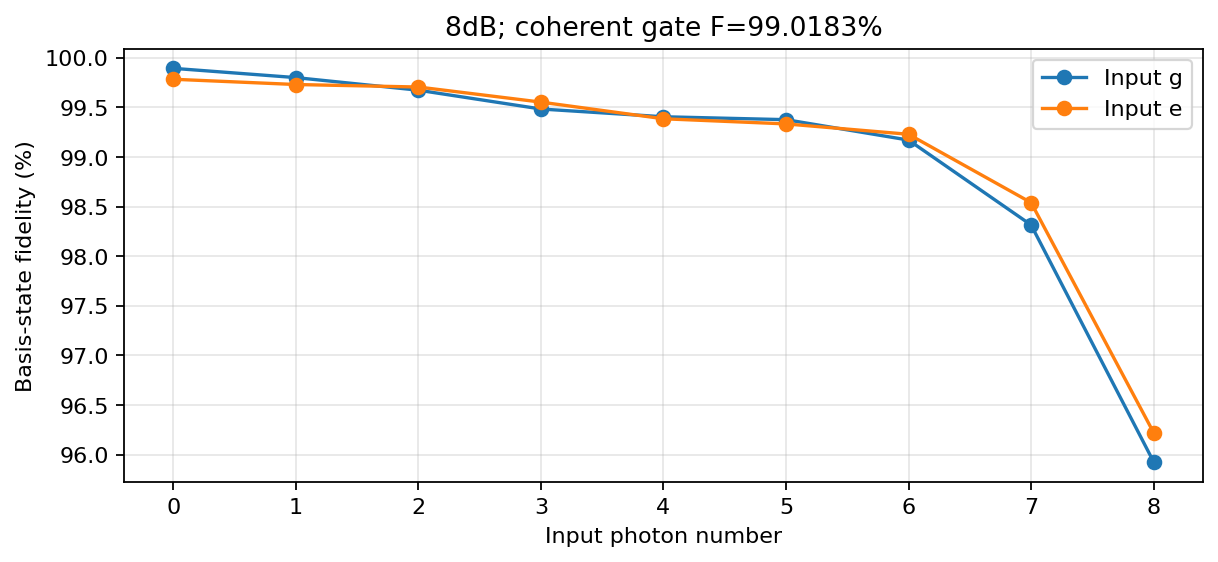 8dB; coherent gate F=99.0183%
Basis-state fidelity (%)
100.0
99.5
99.0
98.5
98.0
97.5
97.0
96.5
96.0
Input g
Input e
0 1 2 3 4 5 6 7 8
Input photon number